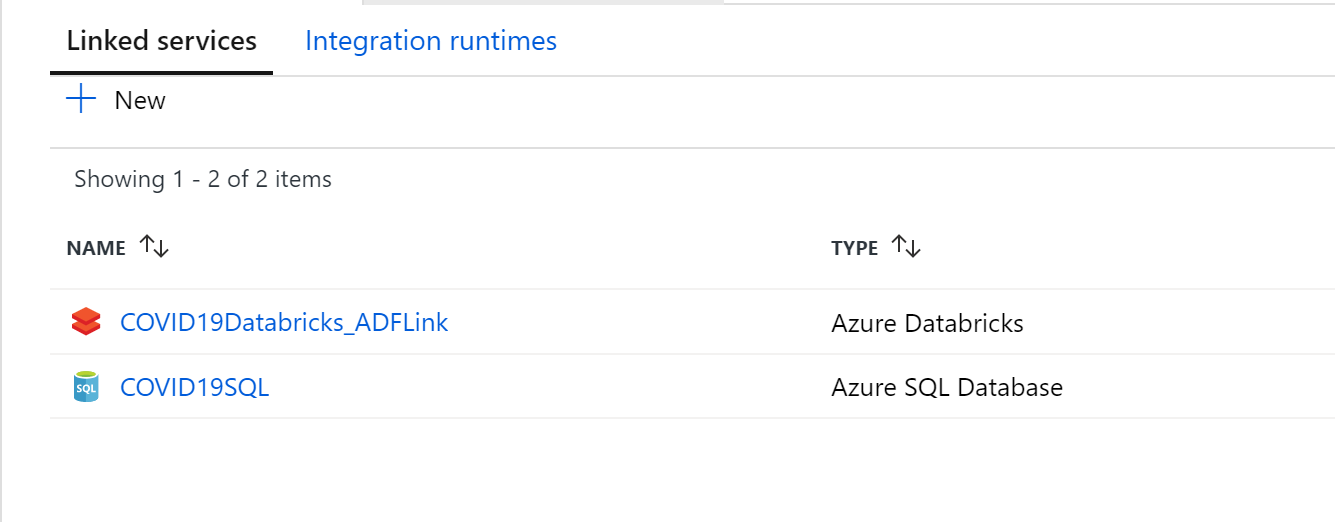 Linked services Integration runtimes
New
Showing 1 - 2 of 2 items
NAME TYPE
COVID19Databricks_ADFLink Azure Databricks
SQL COVID19SQL Azure SQL Database